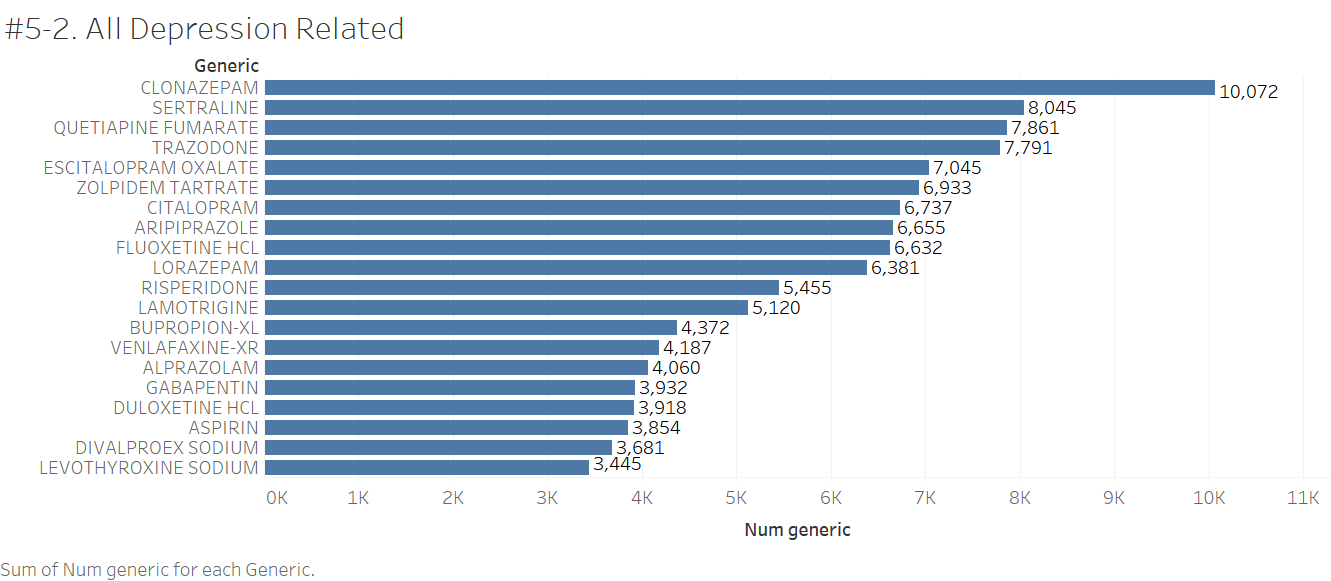 #5-2. All Depression Related
Generic
CLONAZEPAM 10,072
SERTRALINE 8,045
QUETIAPINE FUMARATE 7,861
TRAZODONE 7,791
ESCITALOPRAM OXALATE 7,045
ZOLPIDEM TARTRATE 6,933
CITALOPRAM 6,737
ARIPIPRAZOLE 6,655
FLUOXETINE HCL 6,632
LORAZEPAM 6,381
RISPERIDONE 5,455
LAMOTRIGINE 5,120
BUPROPION-XL 4,372
VENLAFAXINE-XR 4,187
ALPRAZOLAM 4,060
GABAPENTIN 3,932
DULOXETINE HCL 3,918
ASPIRIN 3,854
DIVALPROEX SODIUM 3,681
LEVOTHYROXINE SODIUM 3,445
0K 1K 2K 3K 4K 5K 6K 7K 8K 9K 10K 11K
Num generic
Sum of Num generic for each Generic.